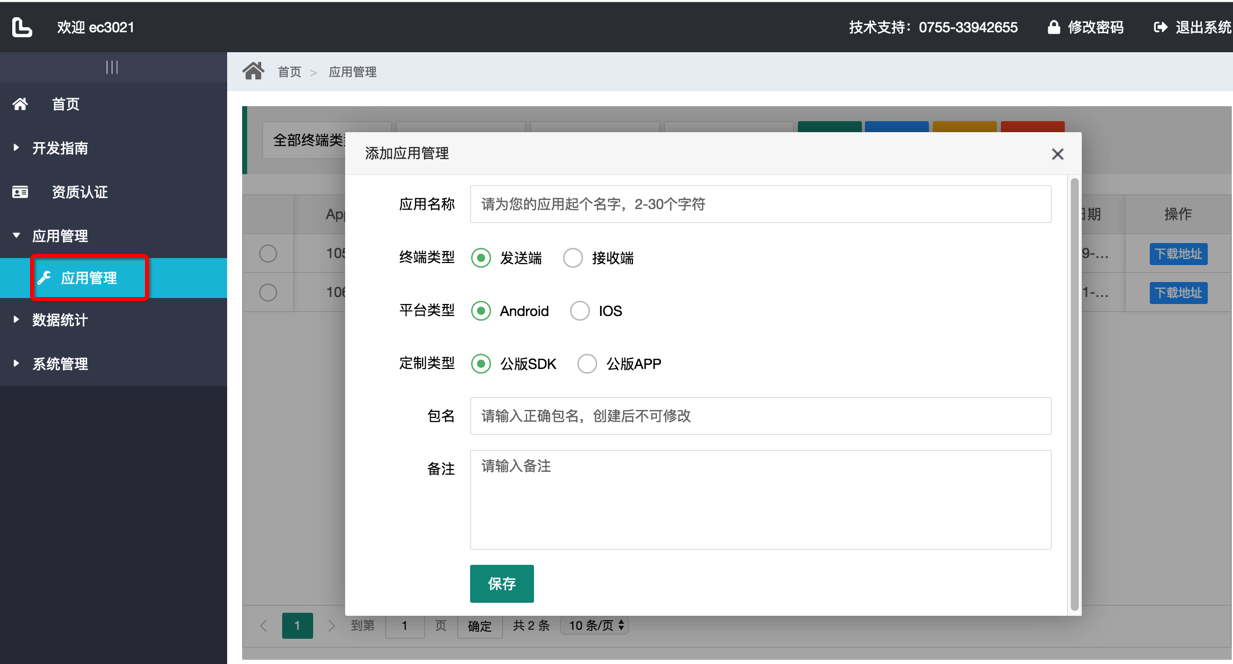 欢迎 ec3021
技术支持：0755-33942655
修改密码
退出系统
首页 > 应用管理
首页
开发指南
资质认证
应用管理
应用管理
数据统计
系统管理
全部终端类
添加应用管理
应用名称 请为您的应用起个名字，2-30个字符
终端类型 发送端 接收端
平台类型 Android IOS
定制类型 公版SDK 公版APP
包名 请输入正确包名，创建后不可修改
备注 请输入备注
保存
操作
下载地址
下载地址
1 到第 1 页 确定 共 2 条 10 条/页